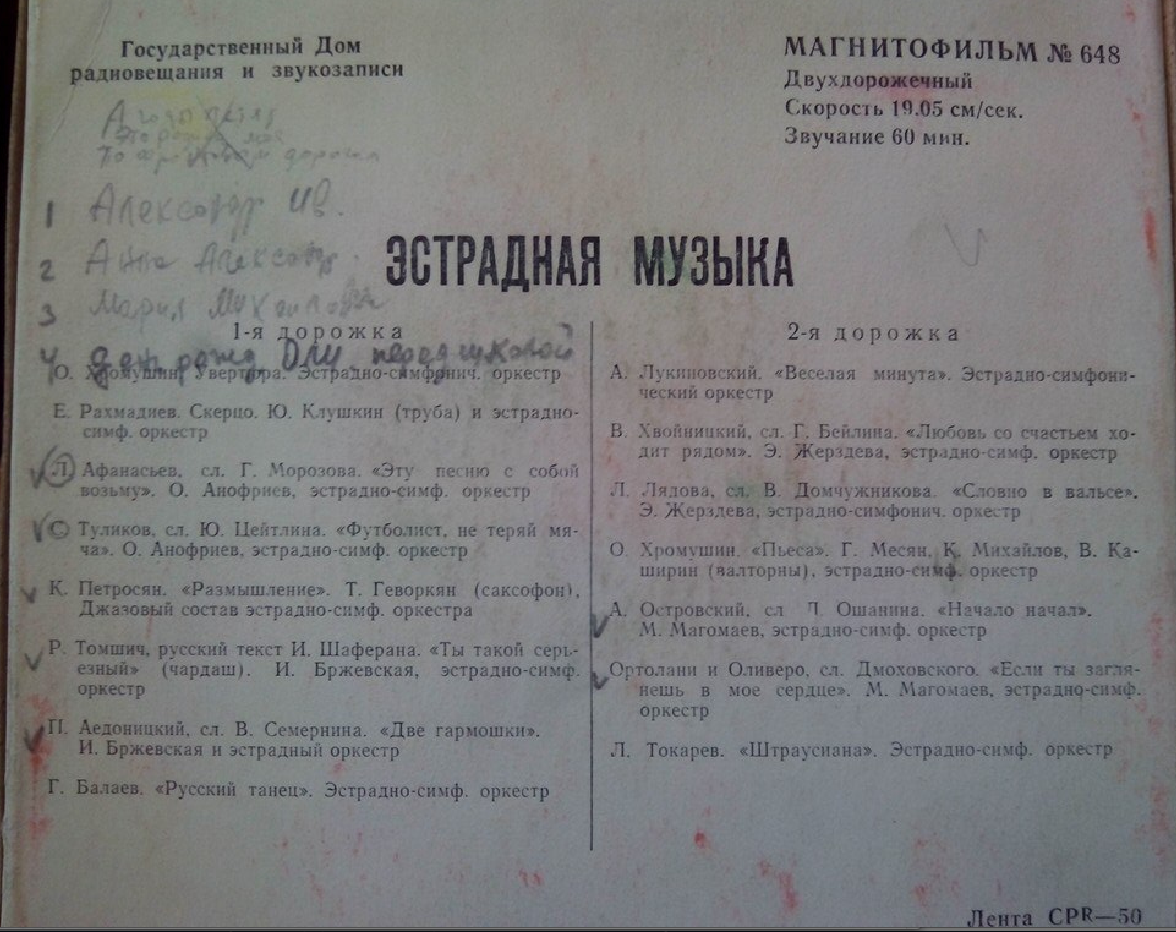 Государственный Дом
радиовещания и звукозаписи
МАГНИТОФИЛЬМ № 648
Двухдорожечный
Скорость 19.05 см/сек.
Звучание 60 мин.
1 Александр Ив.
2 Анна Александр.
3 Мария Михайловна
ЭСТРАДНАЯ МУЗЫКА
1-я дорожка
4 рожд Оли
О. Хромушин. Увертюра. Эстрадно-симфонич. оркестр
Е. Рахмадиев. Скерцо. Ю. Клушкин (труба) и эстрадно-
симф. оркестр
Л. Афанасьев, сл. Г. Морозова. «Эту песню с собой
возьму». О. Анофриев, эстрадно-симф. оркестр
С. Туликов, сл. Ю. Цейтлина. «Футболист, не теряй мя-
ча». О. Анофриев, эстрадно-симф. оркестр
К. Петросян. «Размышление». Т. Геворкян (саксофон),
Джазовый состав эстрадно-симф. оркестра
Р. Томшич, русский текст И. Шаферана. «Ты такой серь-
езный» (чардаш). И. Бржевская, эстрадно-симф.
оркестр
П. Аедоницкий, сл. В. Семернина. «Две гармошки».
И. Бржевская и эстрадный оркестр
Г. Балаев. «Русский танец». Эстрадно-симф. оркестр
2-я дорожка
А. Лукиновский. «Веселая минута». Эстрадно-симфони-
ческий оркестр
В. Хвойницкий, сл. Г. Бейлина. «Любовь со счастьем хо-
дит рядом». Э. Жерздева, эстрадно-симф. оркестр
Л. Лядова, сл. В. Домчужникова. «Словно в вальсе».
Э. Жерздева, эстрадно-симфонич. оркестр
О. Хромушин. «Пьеса». Г. Месян, К. Михайлов, В. Ка-
ширин (валторны), эстрадно-симф. оркестр
А. Островский, сл Л. Ошанина. «Начало начал».
М. Магомаев, эстрадно-симф. оркестр
Ортолани и Оливеро, сл. Дмоховского. «Если ты загля-
нешь в мое сердце». М. Магомаев, эстрадно-симф.
оркестр
Л. Токарев. «Штраусиана». Эстрадно-симф. оркестр
Лента CPR—50